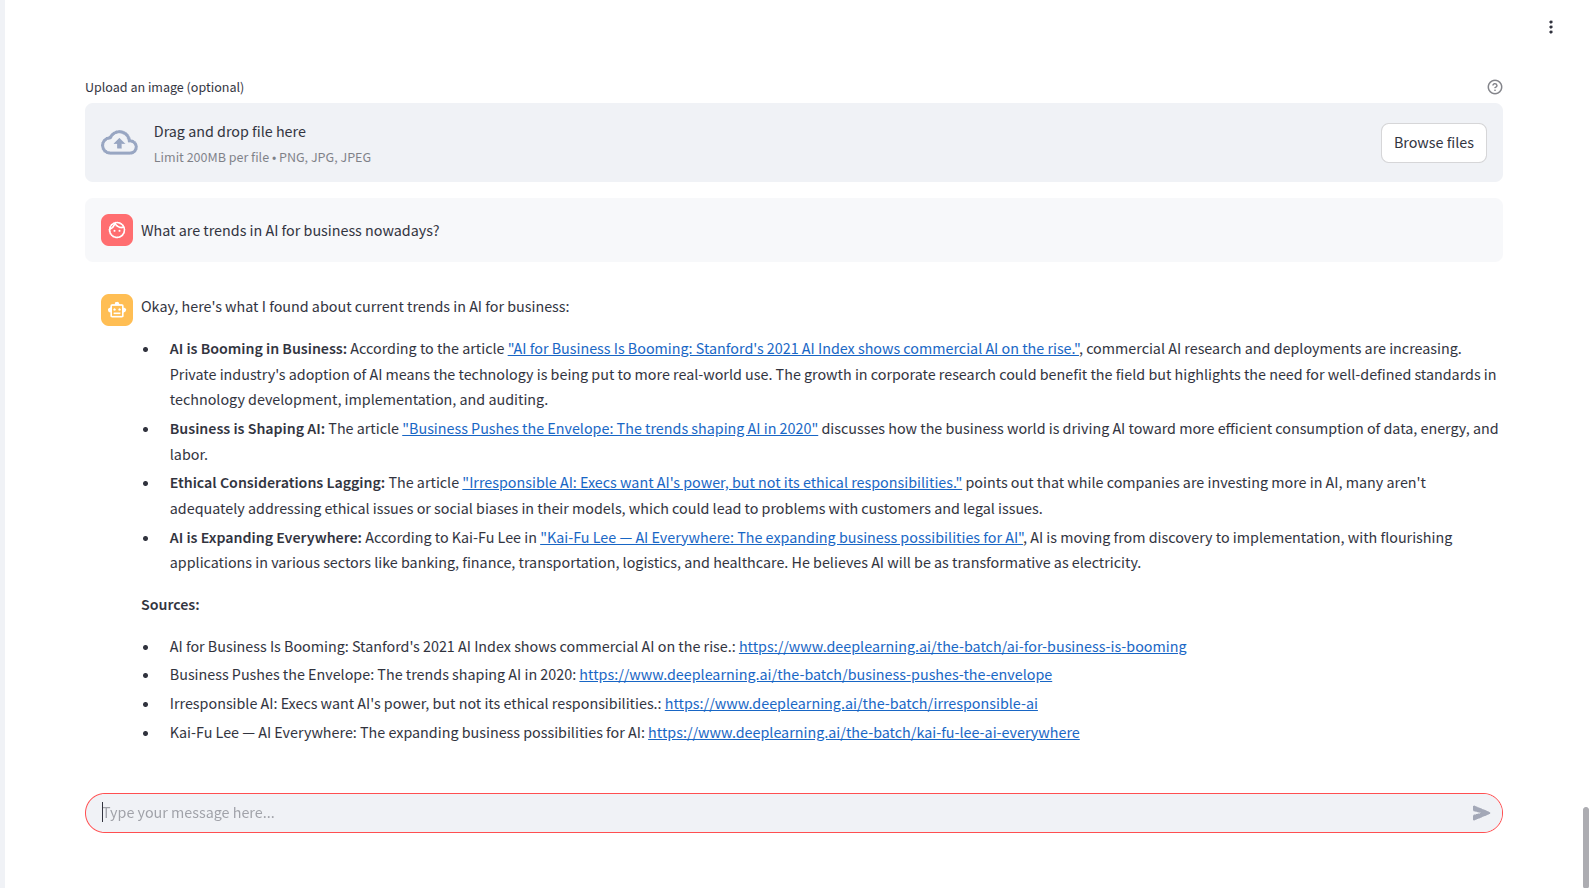 Upload an image (optional)
Drag and drop file here
Limit 200MB per file • PNG, JPG, JPEG
Browse files
What are trends in AI for business nowadays?
Okay, here's what I found about current trends in AI for business:
• AI is Booming in Business: According to the article "AI for Business Is Booming: Stanford's 2021 AI Index shows commercial AI on the rise.", commercial AI research and deployments are increasing.
Private industry's adoption of AI means the technology is being put to more real-world use. The growth in corporate research could benefit the field but highlights the need for well-defined standards in
technology development, implementation, and auditing.
• Business is Shaping AI: The article "Business Pushes the Envelope: The trends shaping AI in 2020" discusses how the business world is driving AI toward more efficient consumption of data, energy, and
labor.
• Ethical Considerations Lagging: The article "Irresponsible AI: Execs want AI's power, but not its ethical responsibilities." points out that while companies are investing more in AI, many aren't
adequately addressing ethical issues or social biases in their models, which could lead to problems with customers and legal issues.
• AI is Expanding Everywhere: According to Kai-Fu Lee in "Kai-Fu Lee — AI Everywhere: The expanding business possibilities for AI", AI is moving from discovery to implementation, with flourishing
applications in various sectors like banking, finance, transportation, logistics, and healthcare. He believes AI will be as transformative as electricity.
Sources:
• AI for Business Is Booming: Stanford's 2021 AI Index shows commercial AI on the rise.: https://www.deeplearning.ai/the-batch/ai-for-business-is-booming
• Business Pushes the Envelope: The trends shaping AI in 2020: https://www.deeplearning.ai/the-batch/business-pushes-the-envelope
• Irresponsible AI: Execs want AI's power, but not its ethical responsibilities.: https://www.deeplearning.ai/the-batch/irresponsible-ai
• Kai-Fu Lee — AI Everywhere: The expanding business possibilities for AI: https://www.deeplearning.ai/the-batch/kai-fu-lee-ai-everywhere
Type your message here...